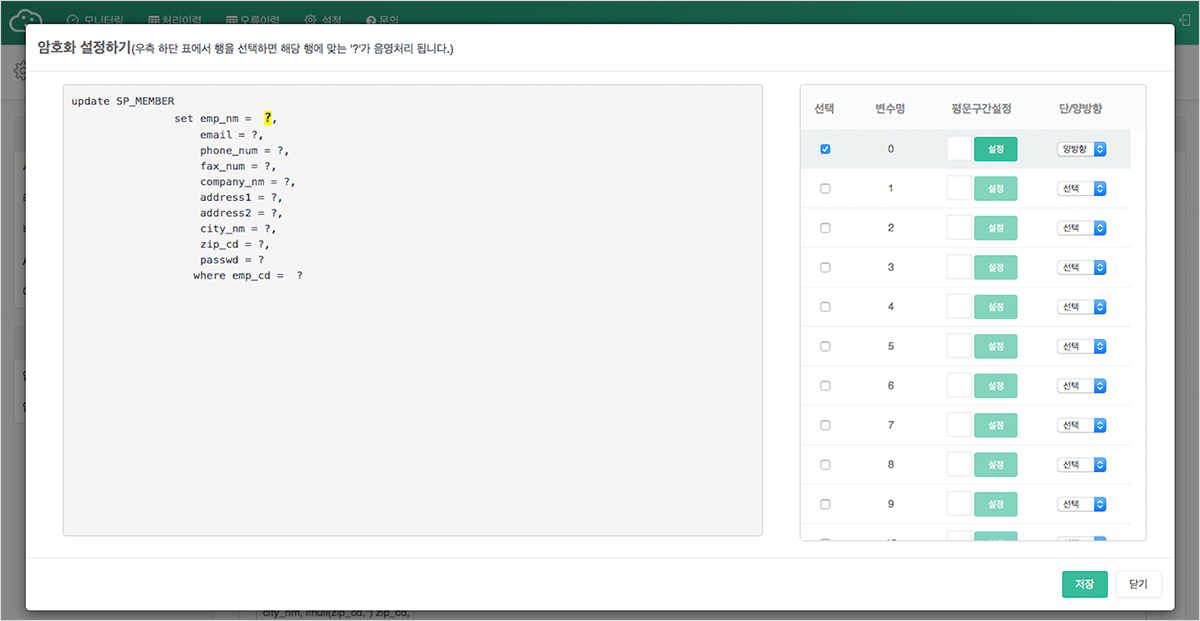 모니터링 처리이력 오류이력 설정 문의
암호화 설정하기(우측 하단 표에서 행을 선택하면 해당 행에 맞는 '?'가 음영처리 됩니다.)
update SP_MEMBER
set emp_nm = ?,
email = ?,
phone_num = ?,
fax_num = ?,
company_nm = ?,
address1 = ?,
address2 = ?,
city_nm = ?,
zip_cd = ?,
passwd = ?
where emp_cd = ?
선택 변수명 평문구간설정 단/양방향
0 설정 양방향
1 설정 선택
2 설정 선택
3 설정 선택
4 설정 선택
5 설정 선택
6 설정 선택
7 설정 선택
8 설정 선택
9 설정 선택
저장 닫기
city_nm, ifnull(zip_cd,'') zip_cd,